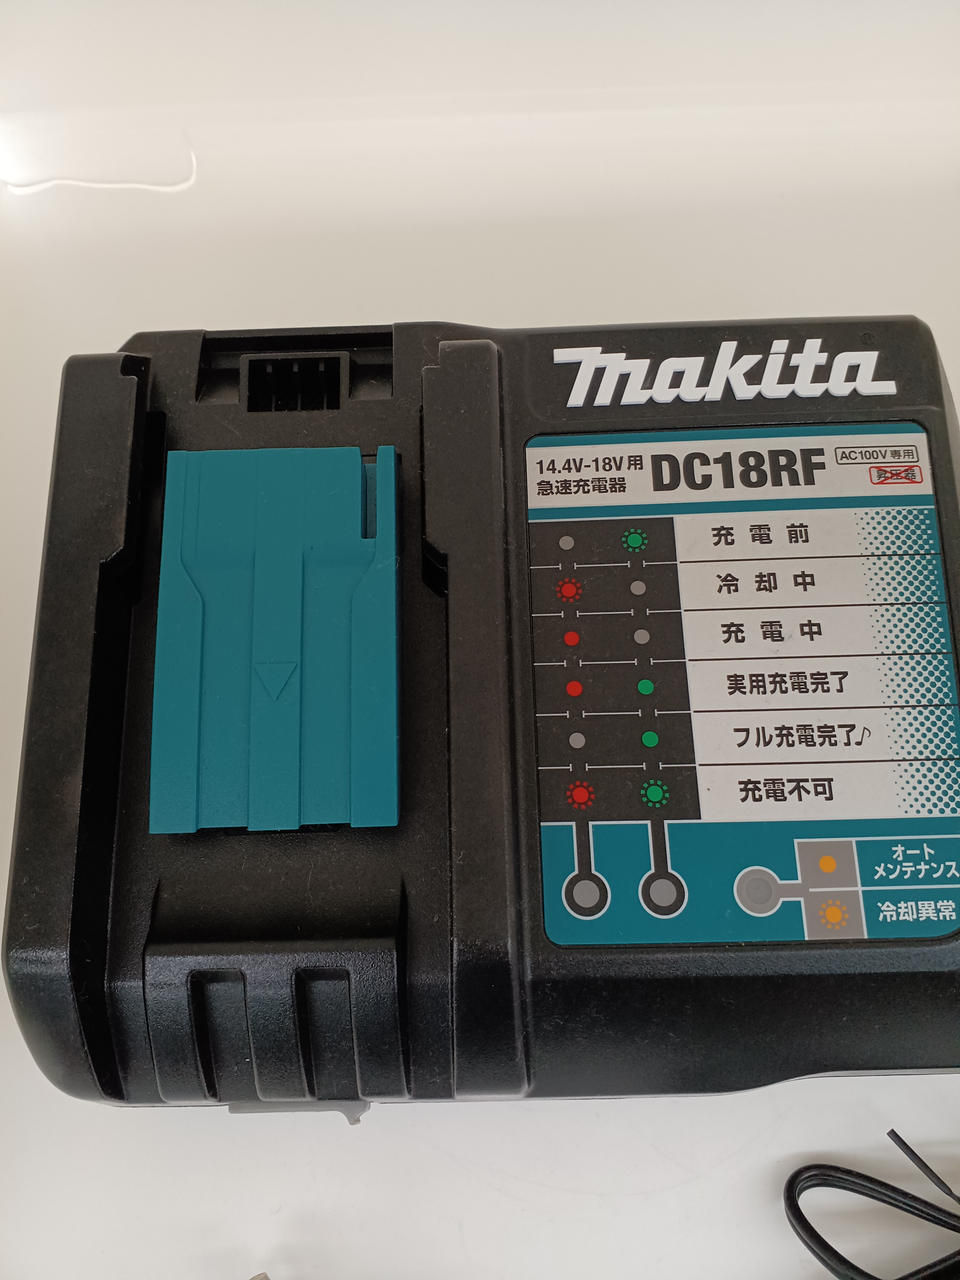 makita
14.4V-18V用
急速充電器
DC18RF
AC100V専用
昇圧器
充電前
冷却中
充電中
実用充電完了
フル充電完了♪
充電不可
オート
メンテナンス
冷却異常